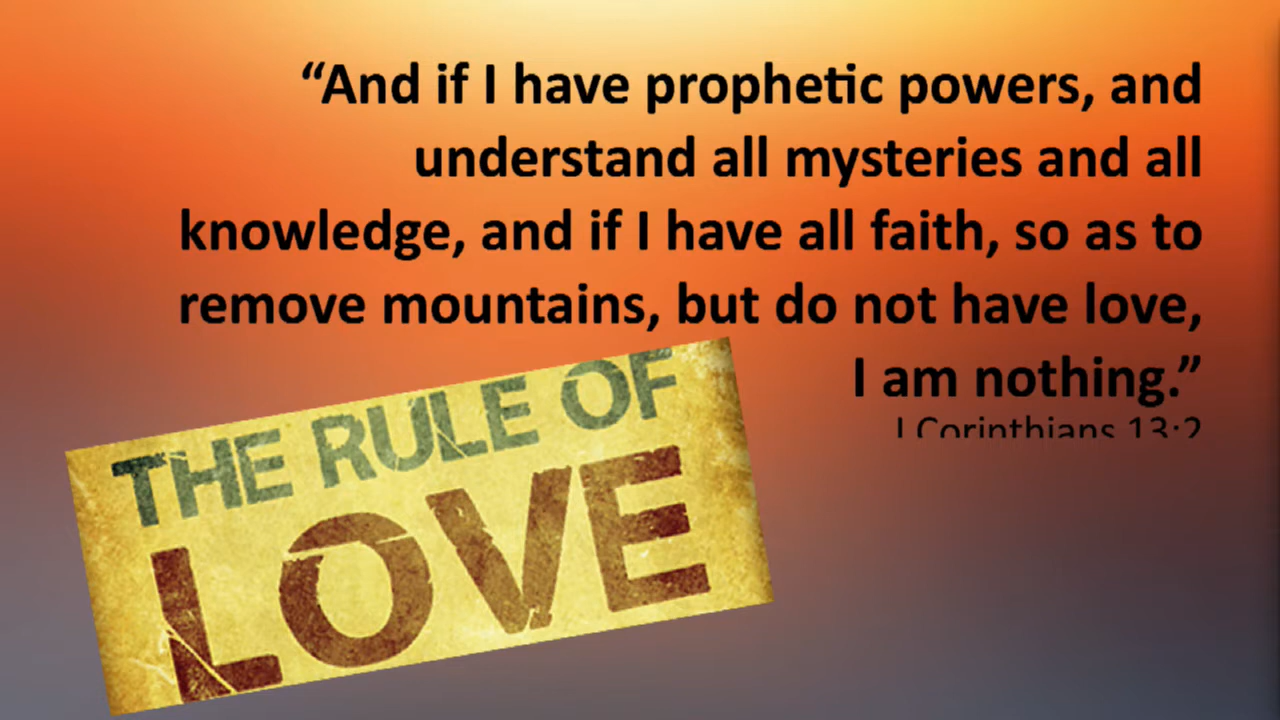 “And if I have prophetic powers, and
understand all mysteries and all
knowledge, and if I have all faith, so as to
remove mountains, but do not have love,
I am nothing.”
I Corinthians 13:2
THE RULE OF
LOVE